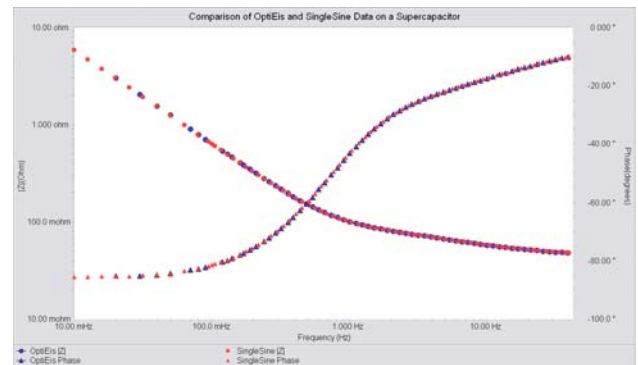 Comparison of OptiEis and SingleSine Data on a Supercapacitor
10.00 ohm
1.000 ohm
100.0 mohm
10.00 mohm
|Z|(Ohm)
0.000 °
-20.00 °
-40.00 °
-60.00 °
-80.00 °
-100.0 °
Phase(degrees)
10.00 mHz
100.0 mHz
1.000 Hz
10.00 Hz
Frequency (Hz)
OptiEis |Z|
SingleSine |Z|
OptiEis Phase
SingleSine Phase